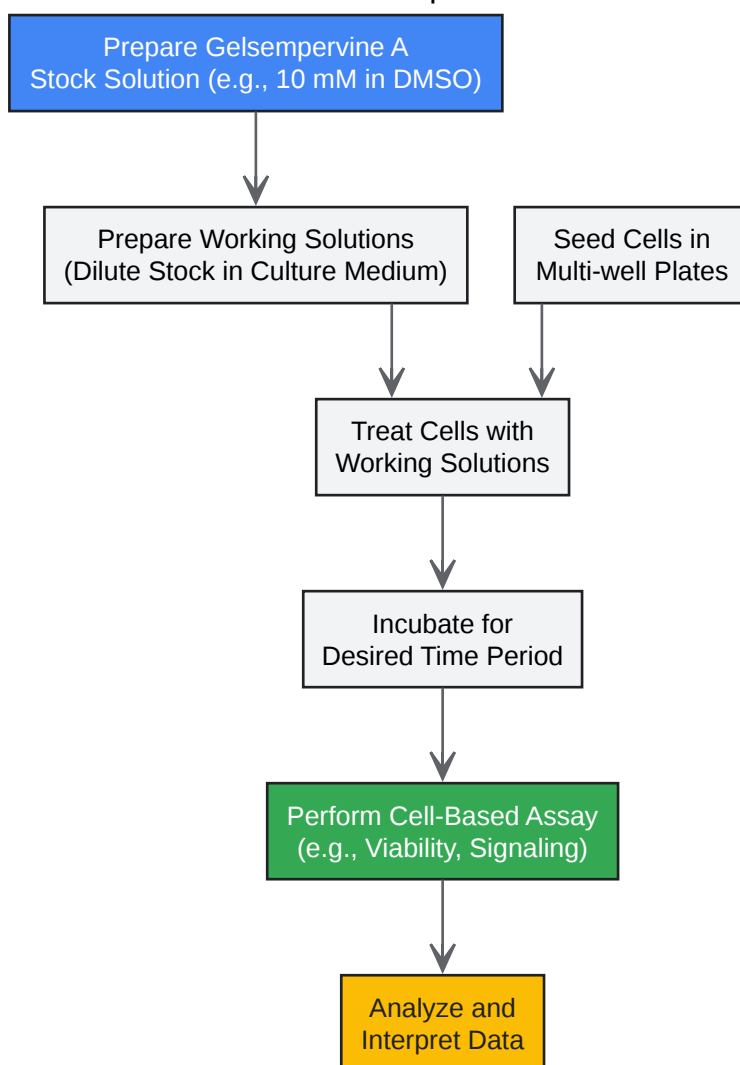 Prepare Gelsempervine A
Stock Solution (e.g., 10 mM in DMSO)
Prepare Working Solutions
(Dilute Stock in Culture Medium)
Seed Cells in
Multi-well Plates
Treat Cells with
Working Solutions
Incubate for
Desired Time Period
Perform Cell-Based Assay
(e.g., Viability, Signaling)
Analyze and
Interpret Data